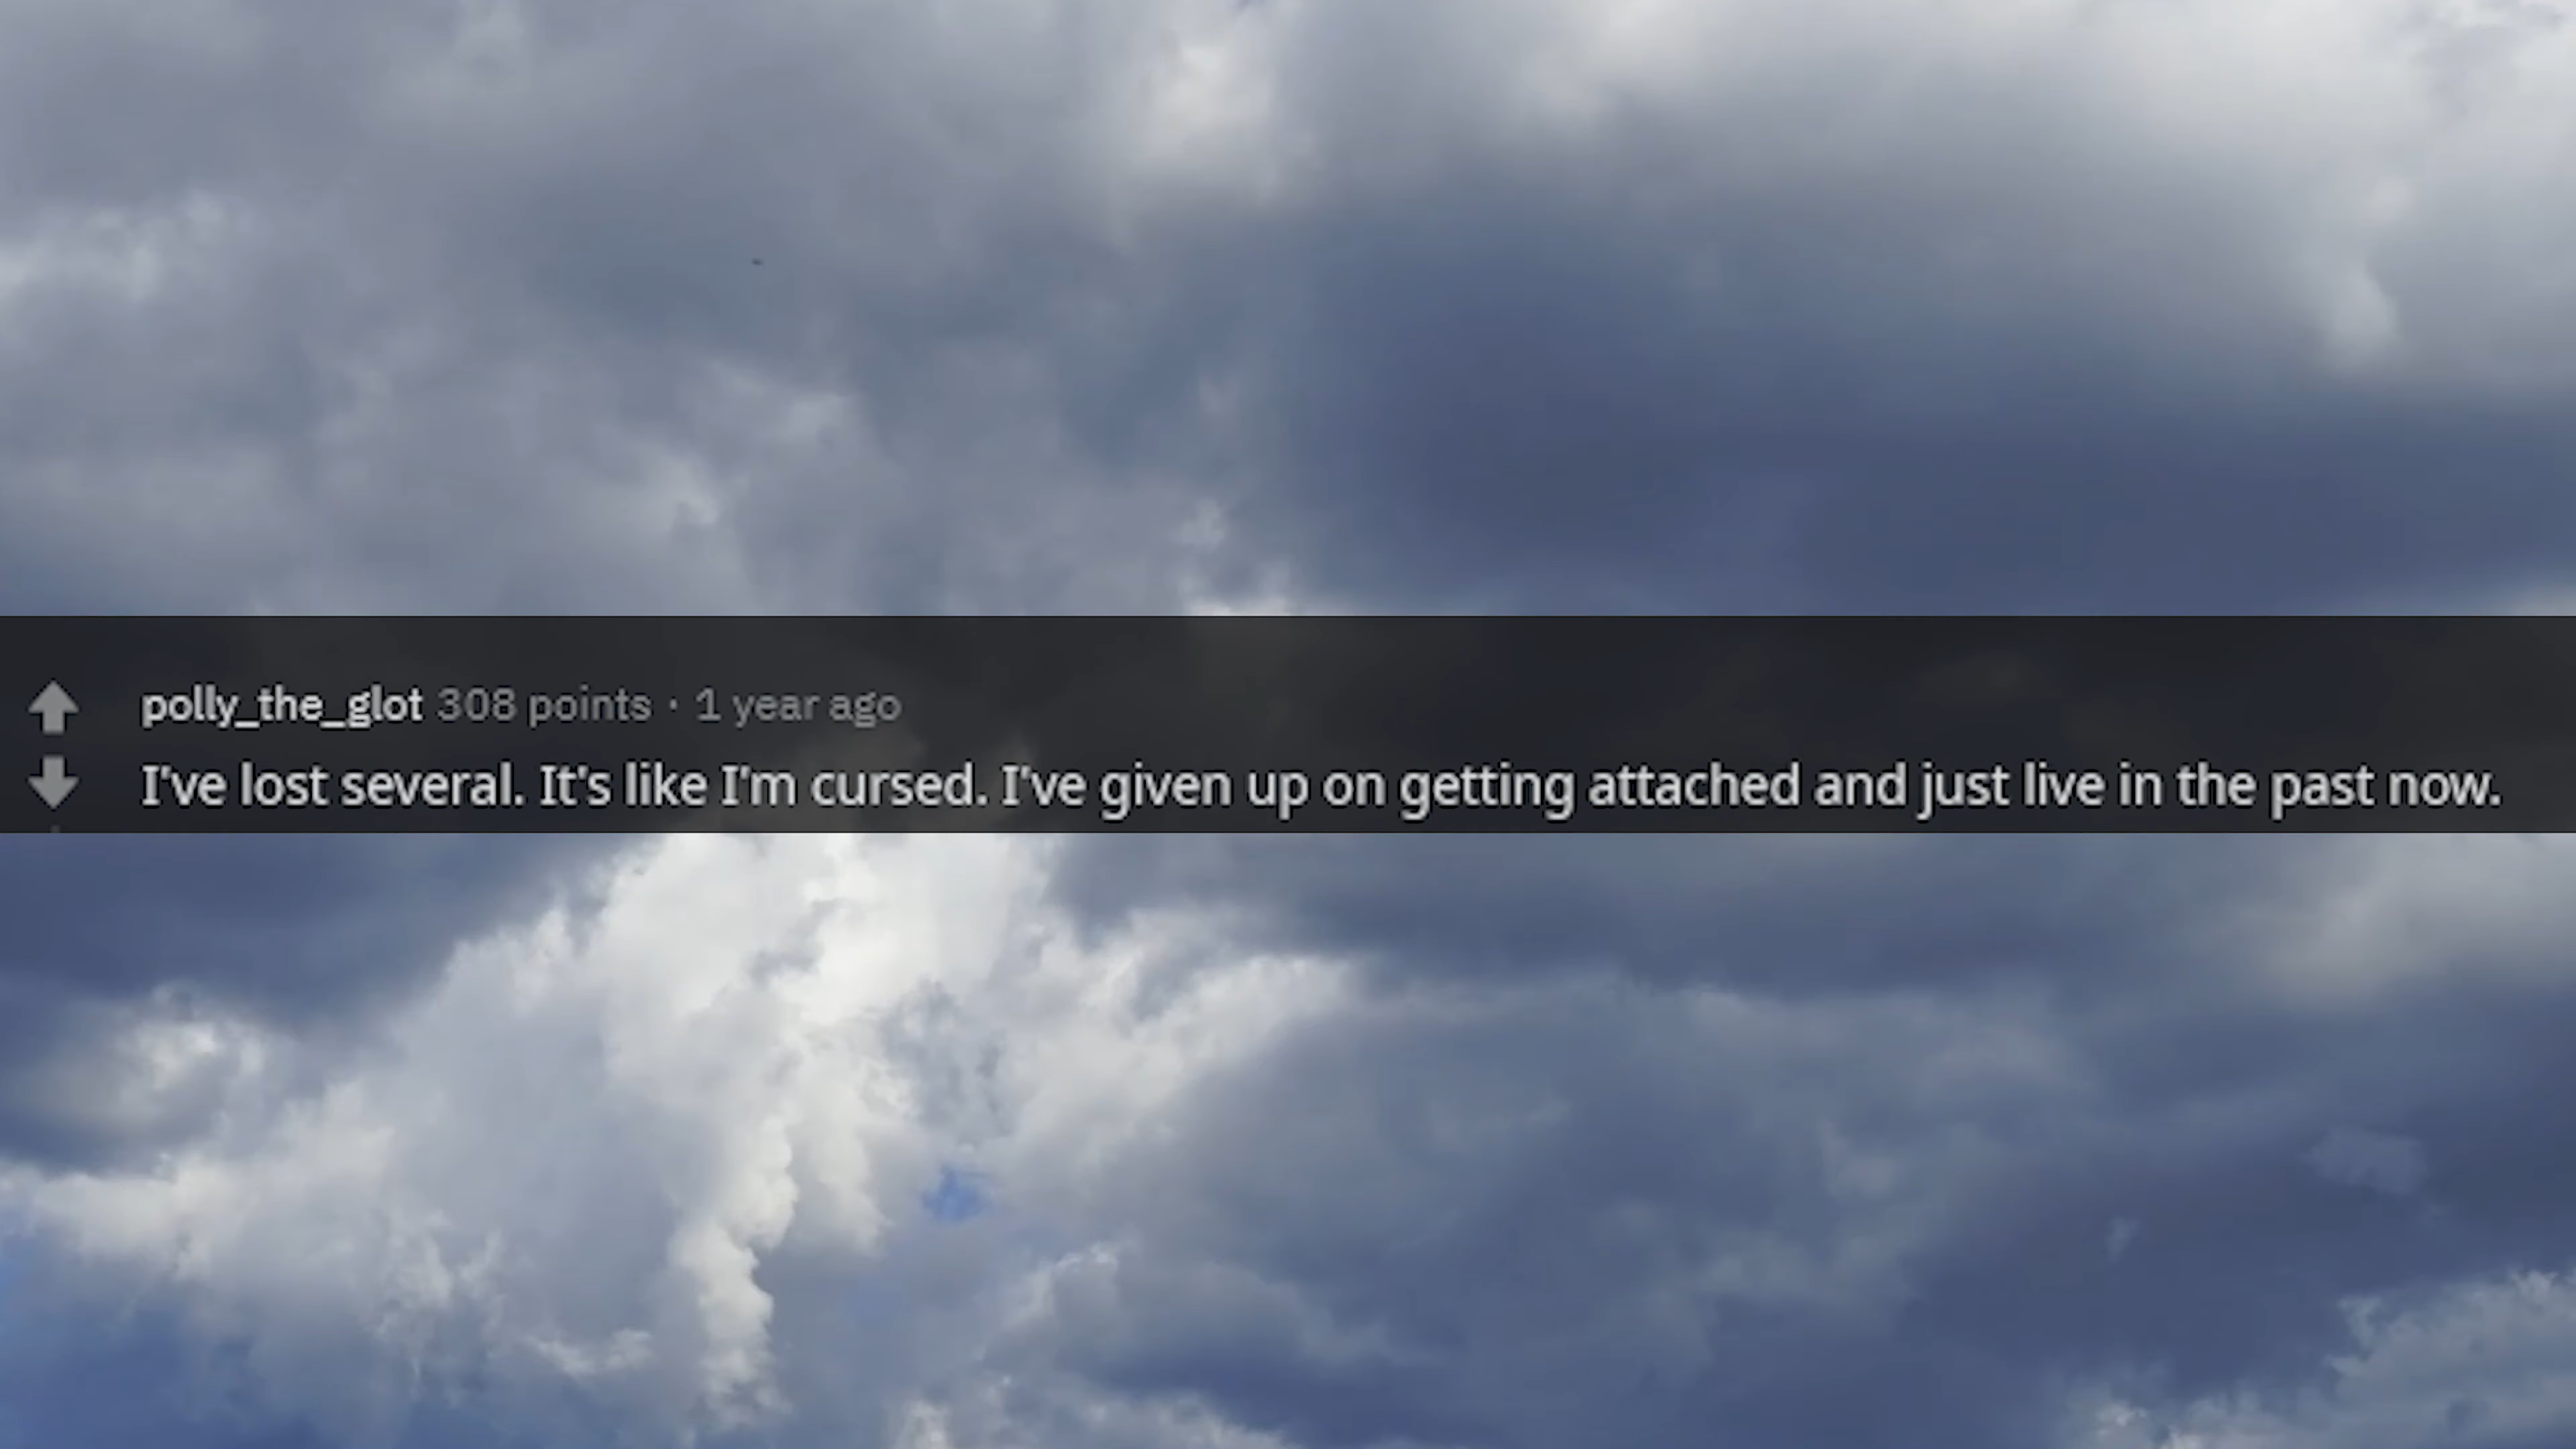 polly_the_glot 308 points · 1 year ago
I've lost several. It's like I'm cursed. I've given up on getting attached and just live in the past now.